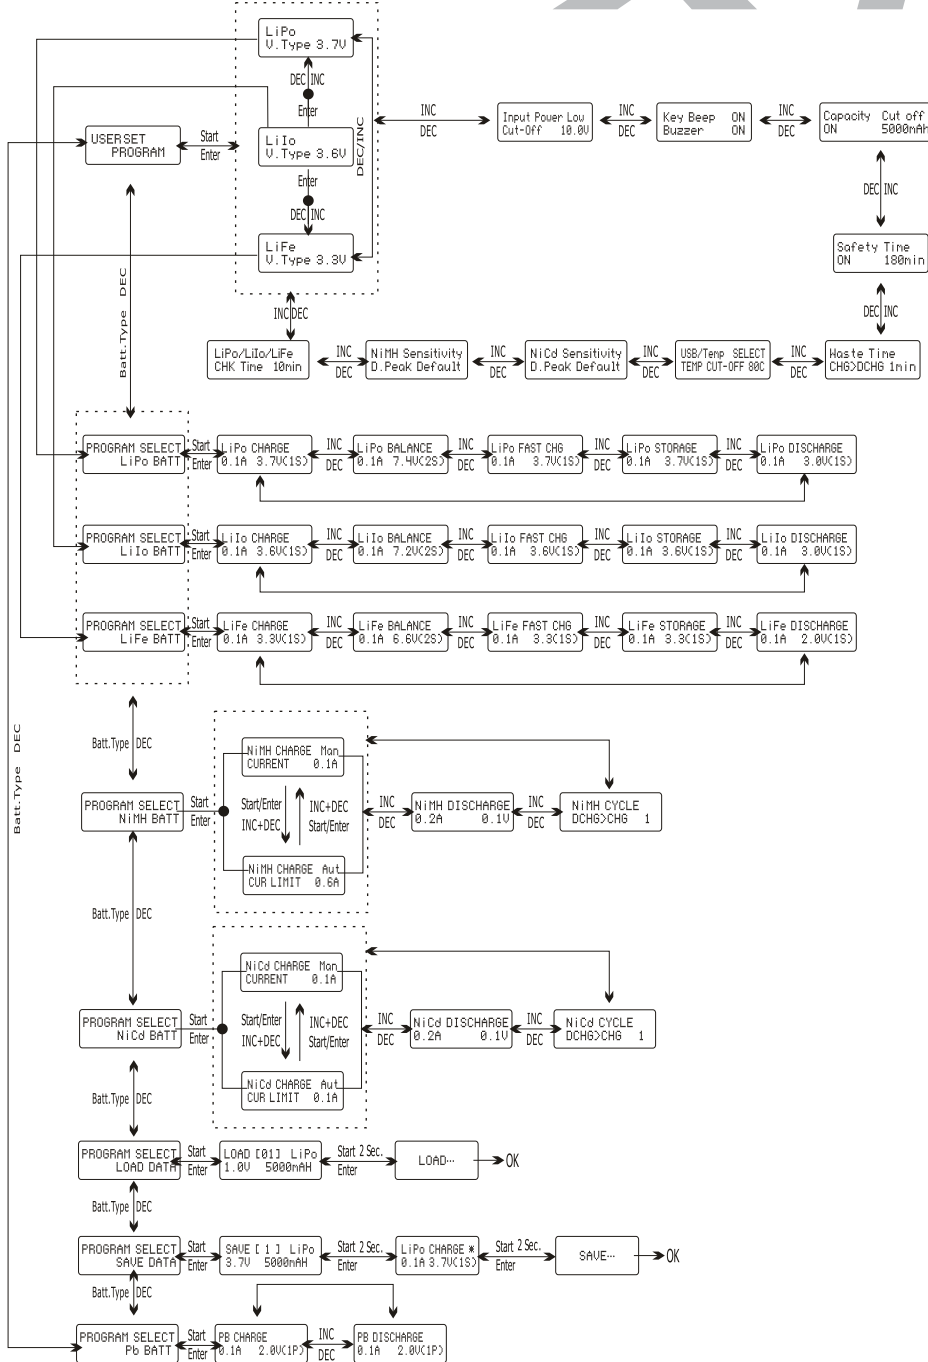 LiPo
V.Type 3.7V
DEC INC
Enter
LiIo
V.Type 3.6V
Enter
DEC INC
LiFe
V.Type 3.3V
DEC/INC
USER SET
PROGRAM
Start
Enter
INC
DEC
Input Power Low
Cut-Off 10.0V
INC
DEC
Key Beep ON
Buzzer ON
INC
DEC
Capacity Cut off
ON 5000mAh
DEC INC
Safety Time
ON 180min
DEC INC
Batt.Type DEC
INC DEC
LiPo/LiIo/LiFe
CHK Time 10min
INC
DEC
NiMH Sensitivity
D.Peak Default
INC
DEC
NiCd Sensitivity
D.Peak Default
INC
DEC
USB/Temp SELECT
TEMP CUT-OFF 80C
INC
DEC
Waste Time
CHG>DCHG 1min
PROGRAM SELECT
LiPo BATT
Start
Enter
LiPo CHARGE
0.1A 3.7V(1S)
INC
DEC
LiPo BALANCE
0.1A 7.4V(2S)
INC
DEC
LiPo FAST CHG
0.1A 3.7V(1S)
INC
DEC
LiPo STORAGE
0.1A 3.7V(1S)
INC
DEC
LiPo DISCHARGE
0.1A 3.0V(1S)
PROGRAM SELECT
LiIo BATT
Start
Enter
LiIo CHARGE
0.1A 3.6V(1S)
INC
DEC
LiIo BALANCE
0.1A 7.2V(2S)
INC
DEC
LiIo FAST CHG
0.1A 3.6V(1S)
INC
DEC
LiIo STORAGE
0.1A 3.6V(1S)
INC
DEC
LiIo DISCHARGE
0.1A 3.0V(1S)
PROGRAM SELECT
LiFe BATT
Start
Enter
LiFe CHARGE
0.1A 3.3V(1S)
INC
DEC
LiFe BALANCE
0.1A 6.6V(2S)
INC
DEC
LiFe FAST CHG
0.1A 3.3(1S)
INC
DEC
LiFe STORAGE
0.1A 3.3(1S)
INC
DEC
LiFe DISCHARGE
0.1A 2.0V(1S)
Batt.Type DEC
Batt.Type DEC
PROGRAM SELECT
NiMH BATT
Start
Enter
NiMH CHARGE Man
CURRENT 0.1A
Start/Enter
INC+DEC
INC+DEC
Start/Enter
NiMH CHARGE Aut
CUR LIMIT 0.6A
INC
DEC
NiMH DISCHARGE
0.2A 0.1V
INC
DEC
NiMH CYCLE
DCHG>CHG 1
Batt.Type DEC
PROGRAM SELECT
NiCd BATT
Start
Enter
NiCd CHARGE Man
CURRENT 0.1A
Start/Enter
INC+DEC
INC+DEC
Start/Enter
NiCd CHARGE Aut
CUR LIMIT 0.1A
INC
DEC
NiCd DISCHARGE
0.2A 0.1V
INC
DEC
NiCd CYCLE
DCHG>CHG 1
Batt.Type DEC
PROGRAM SELECT
LOAD DATA
Start
Enter
LOAD [01] LiPo
1.0V 5000mAH
Start 2 Sec.
Enter
LOAD···
OK
Batt.Type DEC
PROGRAM SELECT
SAVE DATA
Start
Enter
SAVE [ 1 ] LiPo
3.7V 5000mAH
Start 2 Sec.
Enter
LiPo CHARGE *
0.1A 3.7V(1S)
Start 2 Sec.
Enter
SAVE···
OK
Batt.Type DEC
PROGRAM SELECT
Pb BATT
Start
Enter
PB CHARGE
0.1A 2.0V(1P)
INC
DEC
PB DISCHARGE
0.1A 2.0V(1P)